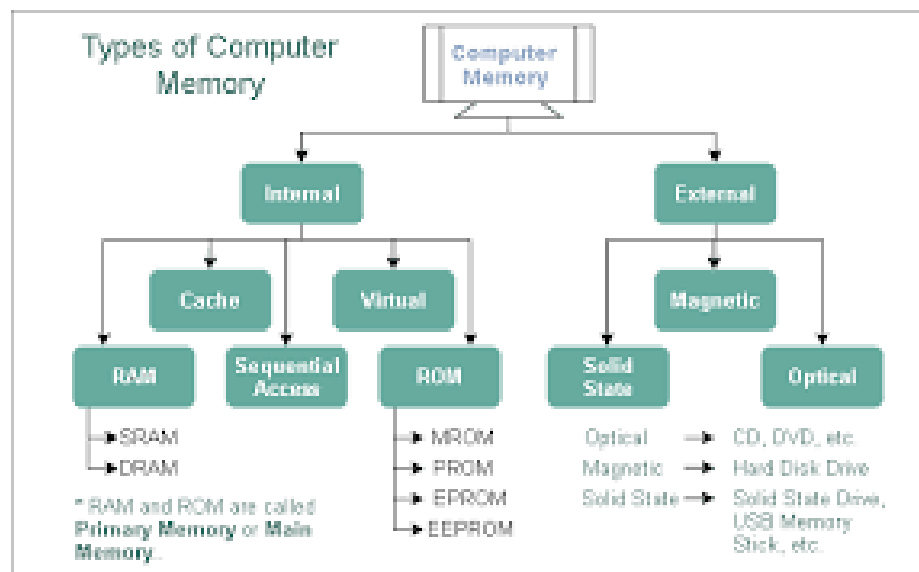 Types of Computer
Memory
Computer
Memory
Internal
External
Cache
Virtual
Magnetic
RAM
Sequential
Access
ROM
Solid
State
Optical
SRAM
DRAM
MROM
PROM
EPROM
EEPROM
Optical CD, DVD, etc.
Magnetic Hard Disk Drive
Solid State Solid State Drive,
USB Memory
Stick, etc.
* RAM and ROM are called
Primary Memory or Main
Memory..